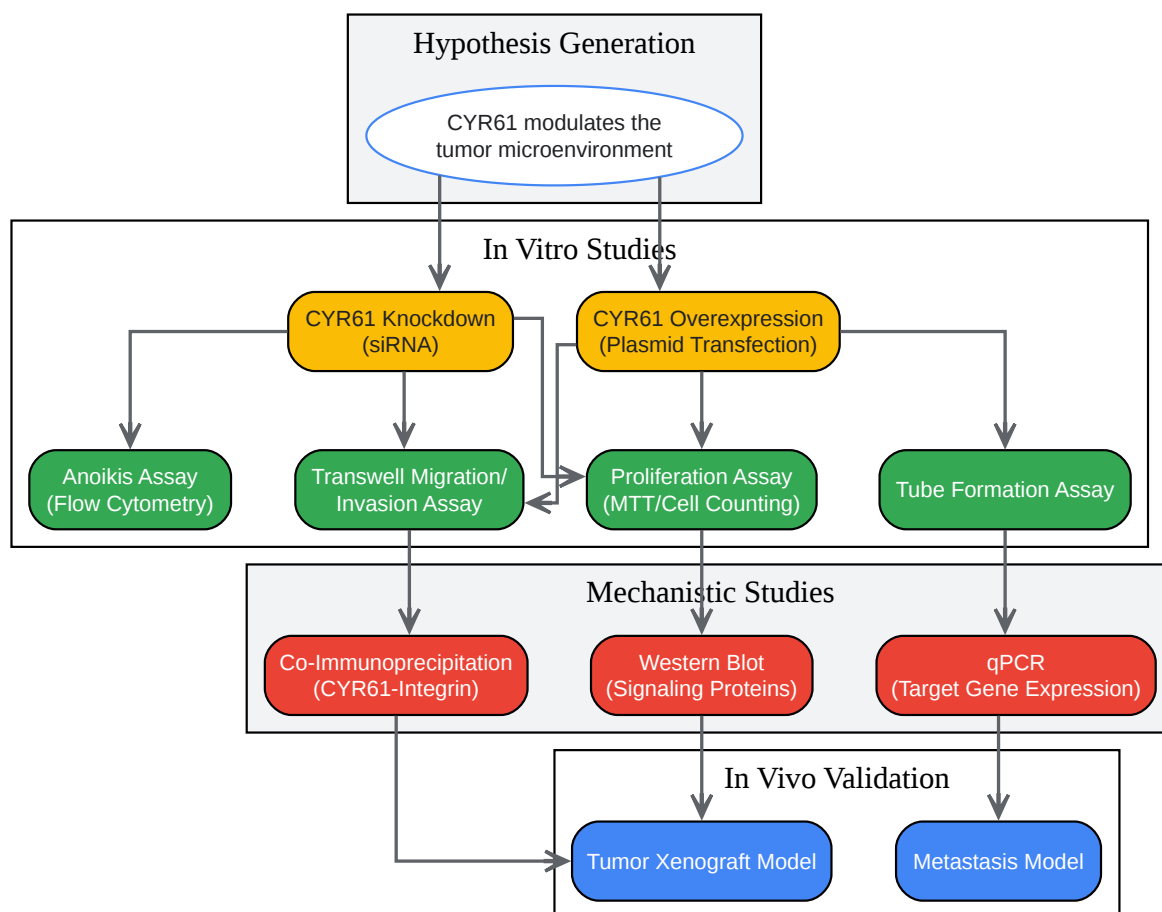 Hypothesis Generation
CYR61 modulates the
tumor microenvironment
In Vitro Studies
CYR61 Knockdown
(siRNA)
CYR61 Overexpression
(Plasmid Transfection)
Anoikis Assay
(Flow Cytometry)
Transwell Migration/
Invasion Assay
Proliferation Assay
(MTT/Cell Counting)
Tube Formation Assay
Mechanistic Studies
Co-Immunoprecipitation
(CYR61-Integrin)
Western Blot
(Signaling Proteins)
qPCR
(Target Gene Expression)
In Vivo Validation
Tumor Xenograft Model
Metastasis Model